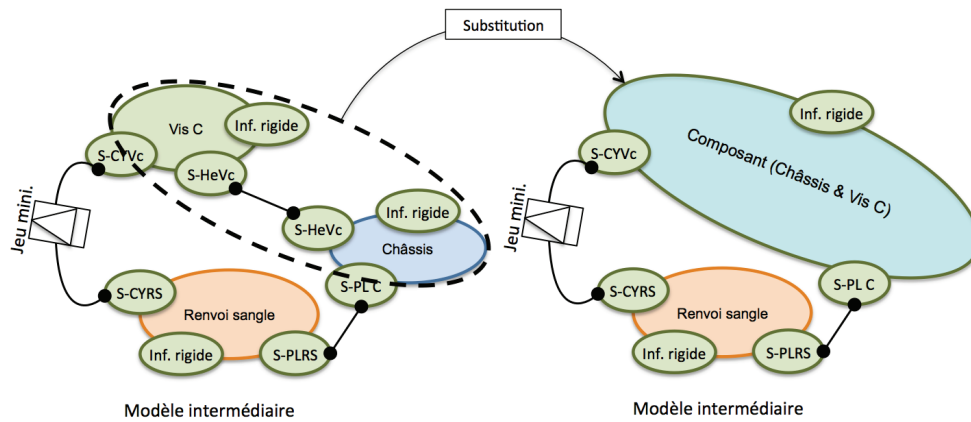 Substitution
Vis C
Inf. rigide
S-CYVc
S-HeVc
S-HeVc
Inf. rigide
Châssis
S-PL C
Jeu mini.
S-CYRS
Renvoi sangle
Inf. rigide
S-PLRS
Modèle intermédiaire
Inf. rigide
S-CYVc
Composant (Châssis & Vis C)
Jeu mini.
S-CYRS
S-PL C
Renvoi sangle
Inf. rigide
S-PLRS
Modèle intermédiaire